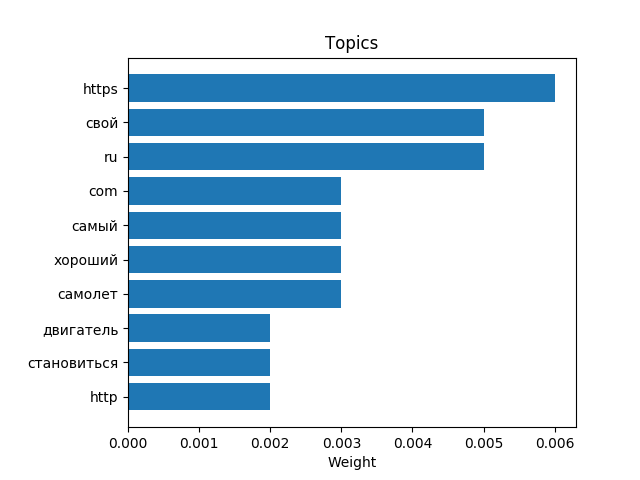 Topics
https
свой
ru
com
самый
хороший
самолет
двигатель
становиться
http
0.000 0.001 0.002 0.003 0.004 0.005 0.006
Weight